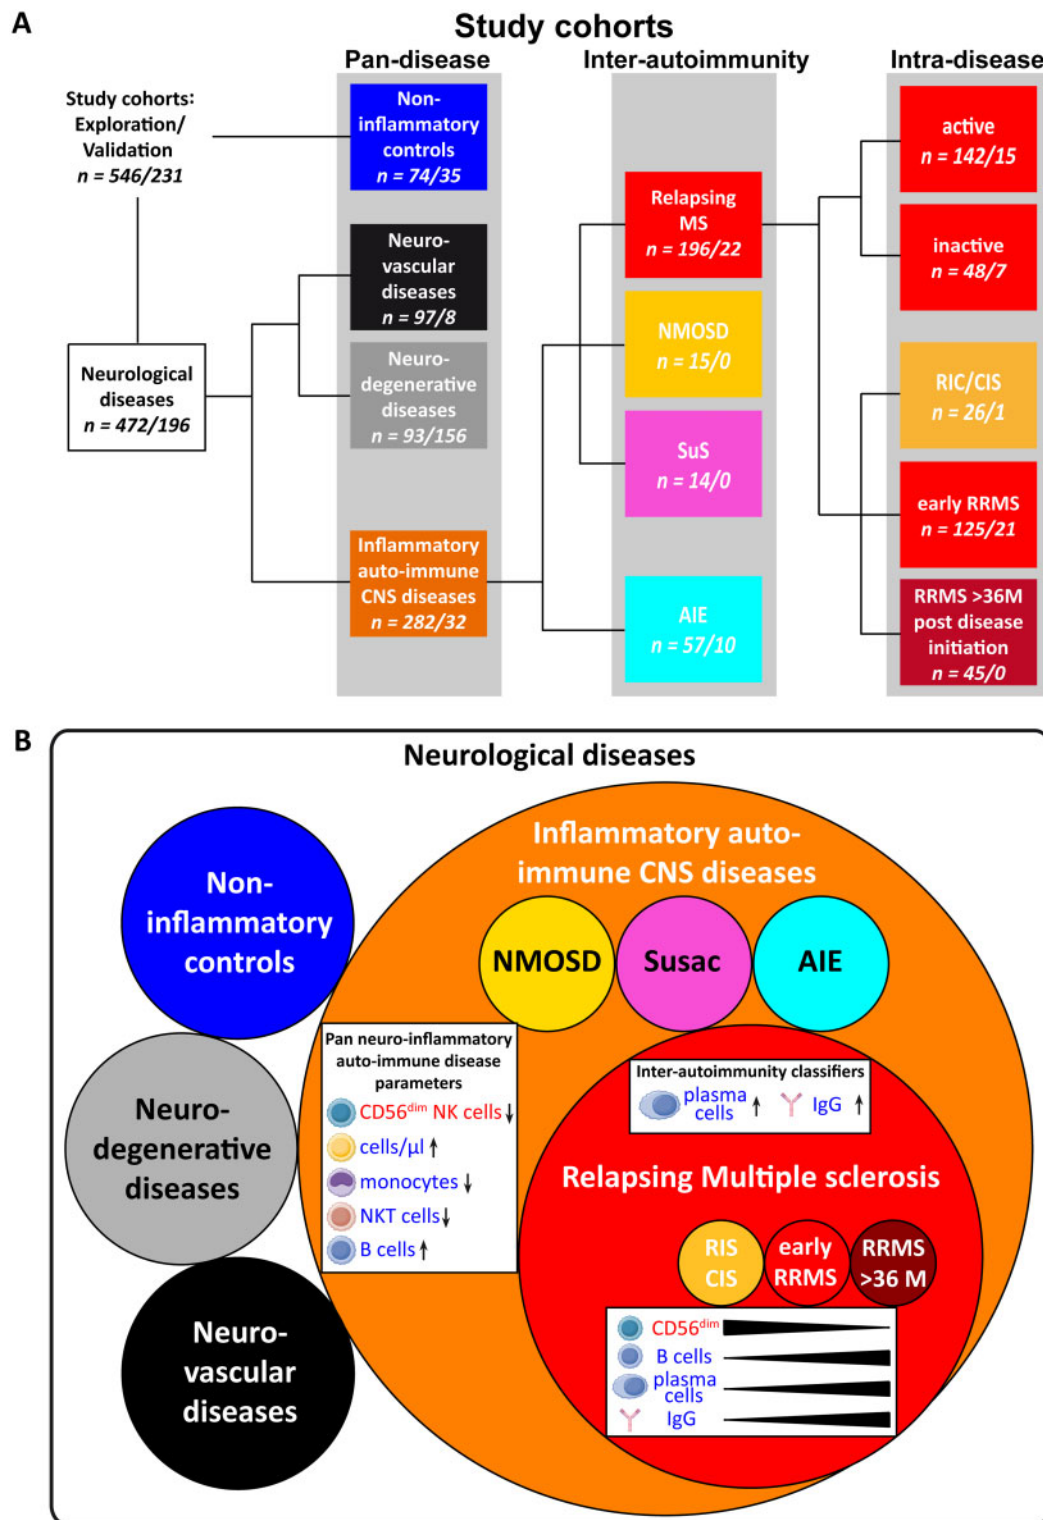 A
Study cohorts
Pan-disease
Inter-autoimmunity
Intra-disease
Study cohorts:
Exploration/
Validation
n = 546/231
Neurological
diseases
n = 472/196
Non-
inflammatory
controls
n = 74/35
Neuro-
vascular
diseases
n = 97/8
Neuro-
degenerative
diseases
n = 93/156
Inflammatory
auto-immune
CNS diseases
n = 282/32
Relapsing
MS
n = 196/22
NMOSD
n = 15/0
SuS
n = 14/0
AIE
n = 57/10
active
n = 142/15
inactive
n = 48/7
RIC/CIS
n = 26/1
early RRMS
n = 125/21
RRMS >36M
post disease
initiation
n = 45/0
B
Neurological diseases
Non-
inflammatory
controls
Neuro-
degenerative
diseases
Neuro-
vascular
diseases
Inflammatory auto-
immune CNS diseases
NMOSD
Susac
AIE
Pan neuro-inflammatory
auto-immune disease
parameters
CD56dim NK cells ↓
cells/µl ↑
monocytes ↓
NKT cells ↓
B cells ↑
Inter-autoimmunity classifiers
plasma
cells ↑
IgG ↑
Relapsing Multiple sclerosis
RIS
CIS
early
RRMS
RRMS
>36 M
CD56dim
B cells
plasma
cells
IgG